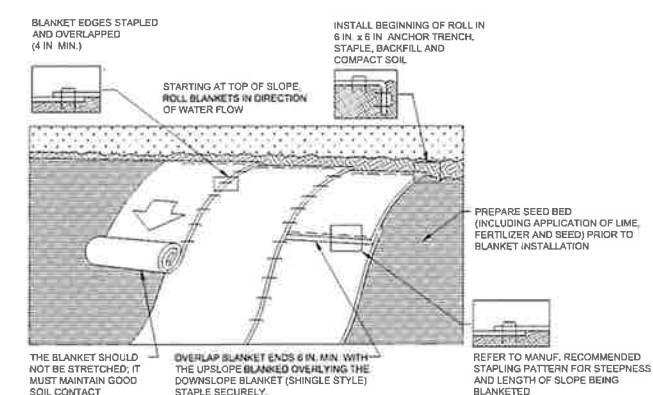 BLANKET EDGES STAPLED
AND OVERLAPPED
(4 IN MIN.)
INSTALL BEGINNING OF ROLL IN
6 IN. x 6 IN ANCHOR TRENCH,
STAPLE, BACKFILL AND
COMPACT SOIL
STARTING AT TOP OF SLOPE,
ROLL BLANKETS IN DIRECTION
OF WATER FLOW
PREPARE SEED BED
(INCLUDING APPLICATION OF LIME,
FERTILIZER AND SEED) PRIOR TO
BLANKET INSTALLATION
THE BLANKET SHOULD
NOT BE STRETCHED; IT
MUST MAINTAIN GOOD
SOIL CONTACT
OVERLAP BLANKET ENDS 6 IN. MIN. WITH
THE UPSLOPE BLANKED OVERLYING THE
DOWNSLOPE BLANKET (SHINGLE STYLE)
STAPLE SECURELY.
REFER TO MANUF. RECOMMENDED
STAPLING PATTERN FOR STEEPNESS
AND LENGTH OF SLOPE BEING
BLANKETED